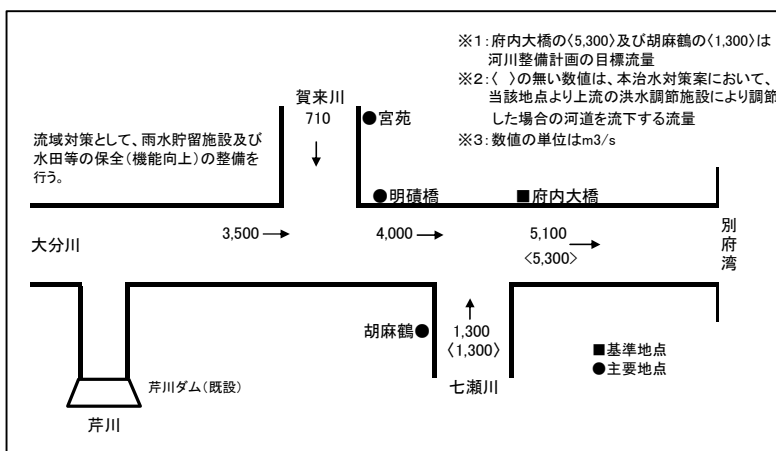 ※1：府内大橋の〈5,300〉及び胡麻鶴の〈1,300〉は
河川整備計画の目標流量
※2：〈　〉の無い数値は、本治水対策案において、
当該地点より上流の洪水調節施設により調節
した場合の河道を流下する流量
※3：数値の単位はm3/s
賀来川
710
●宮苑
流域対策として、雨水貯留施設及び
水田等の保全（機能向上）の整備を
行う。
●明磧橋
■府内大橋
大分川
3,500
4,000
5,100
〈5,300〉
別府湾
胡麻鶴●
1,300
〈1,300〉
七瀬川
■基準地点
●主要地点
芹川ダム（既設）
芹川